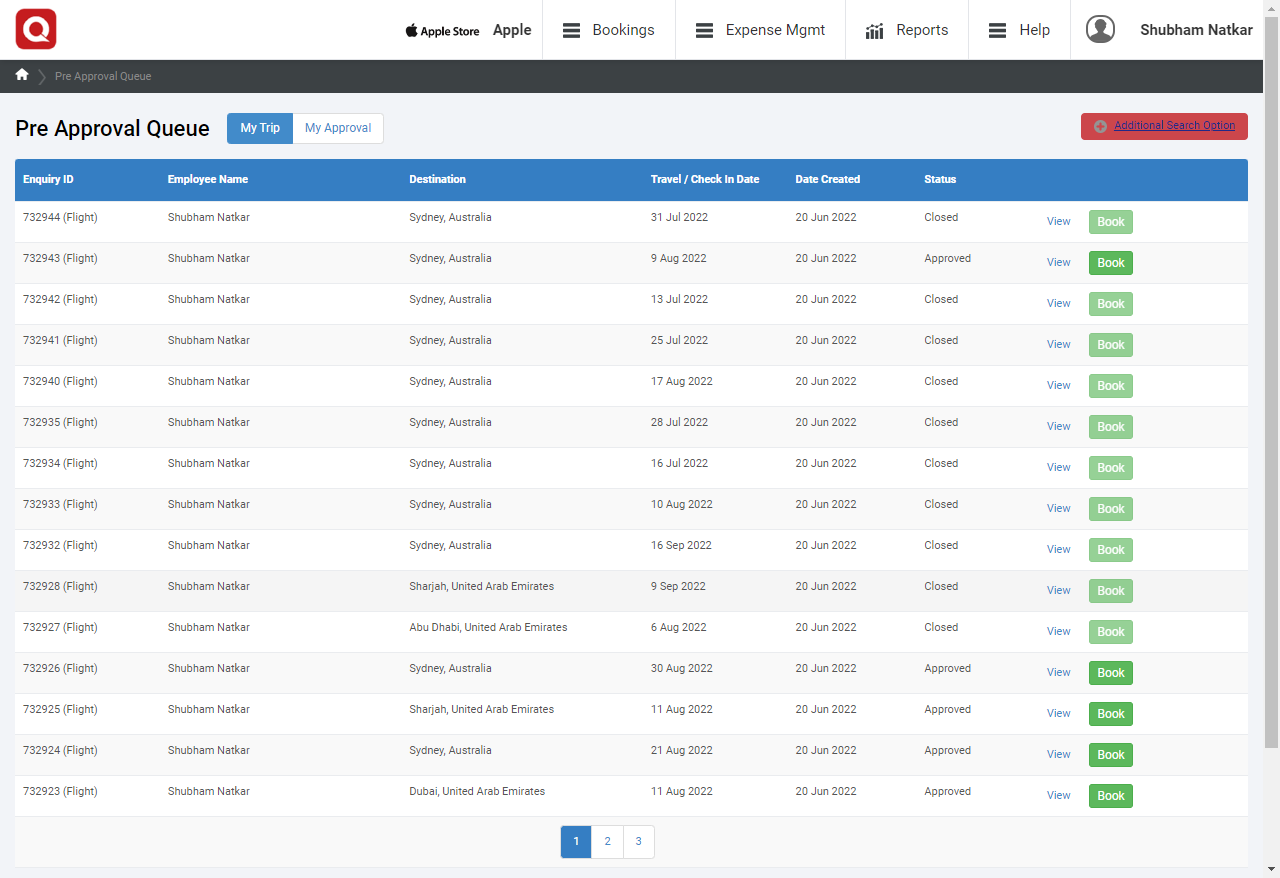 Apple Store Apple Bookings Expense Mgmt Reports Help Shubham Natkar
Pre Approval Queue
Pre Approval Queue My Trip My Approval Additional Search Option
Enquiry ID Employee Name Destination Travel / Check In Date Date Created Status
732944 (Flight) Shubham Natkar Sydney, Australia 31 Jul 2022 20 Jun 2022 Closed View Book
732943 (Flight) Shubham Natkar Sydney, Australia 9 Aug 2022 20 Jun 2022 Approved View Book
732942 (Flight) Shubham Natkar Sydney, Australia 13 Jul 2022 20 Jun 2022 Closed View Book
732941 (Flight) Shubham Natkar Sydney, Australia 25 Jul 2022 20 Jun 2022 Closed View Book
732940 (Flight) Shubham Natkar Sydney, Australia 17 Aug 2022 20 Jun 2022 Closed View Book
732935 (Flight) Shubham Natkar Sydney, Australia 28 Jul 2022 20 Jun 2022 Closed View Book
732934 (Flight) Shubham Natkar Sydney, Australia 16 Jul 2022 20 Jun 2022 Closed View Book
732933 (Flight) Shubham Natkar Sydney, Australia 10 Aug 2022 20 Jun 2022 Closed View Book
732932 (Flight) Shubham Natkar Sydney, Australia 16 Sep 2022 20 Jun 2022 Closed View Book
732928 (Flight) Shubham Natkar Sharjah, United Arab Emirates 9 Sep 2022 20 Jun 2022 Closed View Book
732927 (Flight) Shubham Natkar Abu Dhabi, United Arab Emirates 6 Aug 2022 20 Jun 2022 Closed View Book
732926 (Flight) Shubham Natkar Sydney, Australia 30 Aug 2022 20 Jun 2022 Approved View Book
732925 (Flight) Shubham Natkar Sharjah, United Arab Emirates 11 Aug 2022 20 Jun 2022 Approved View Book
732924 (Flight) Shubham Natkar Sydney, Australia 21 Aug 2022 20 Jun 2022 Approved View Book
732923 (Flight) Shubham Natkar Dubai, United Arab Emirates 11 Aug 2022 20 Jun 2022 Approved View Book
1 2 3